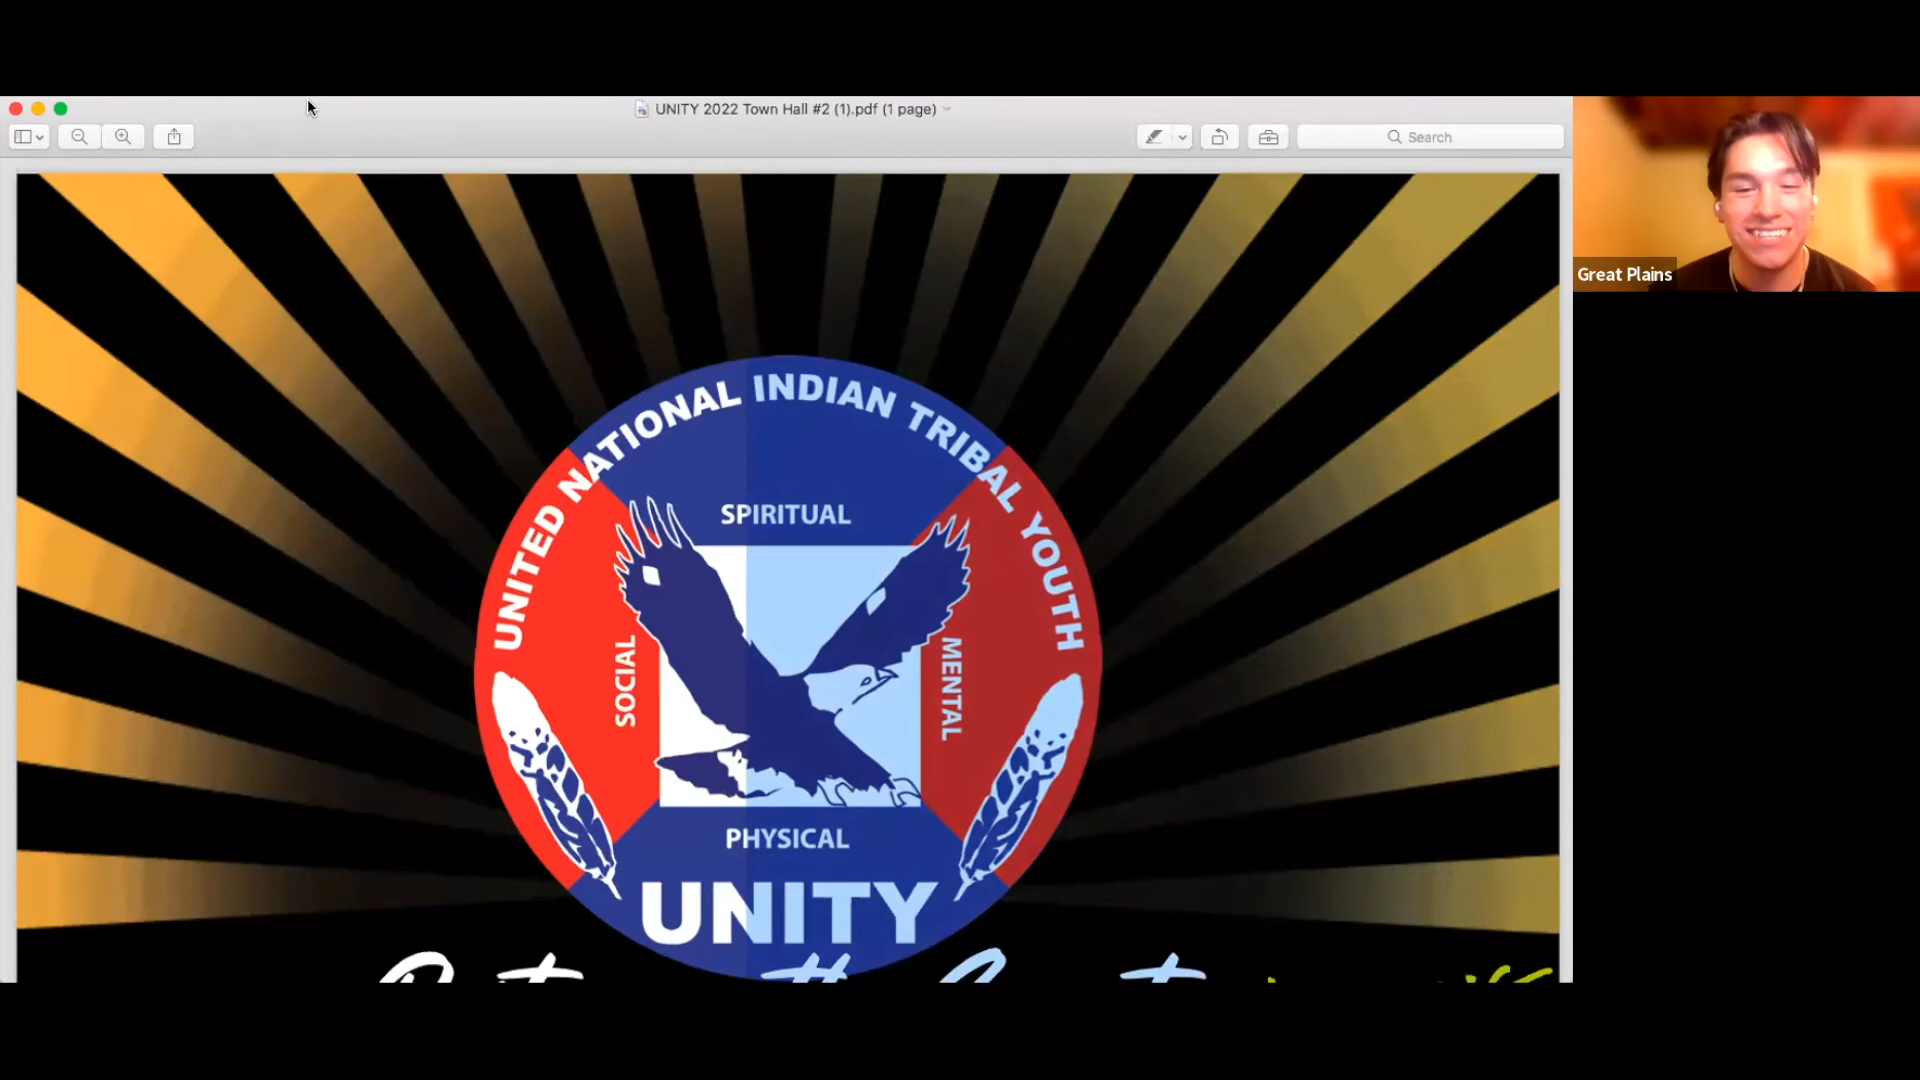 UNITY 2022 Town Hall #2 (1).pdf (1 page)
Search
Great Plains
UNITED NATIONAL INDIAN TRIBAL YOUTH
SPIRITUAL
SOCIAL
MENTAL
PHYSICAL
UNITY